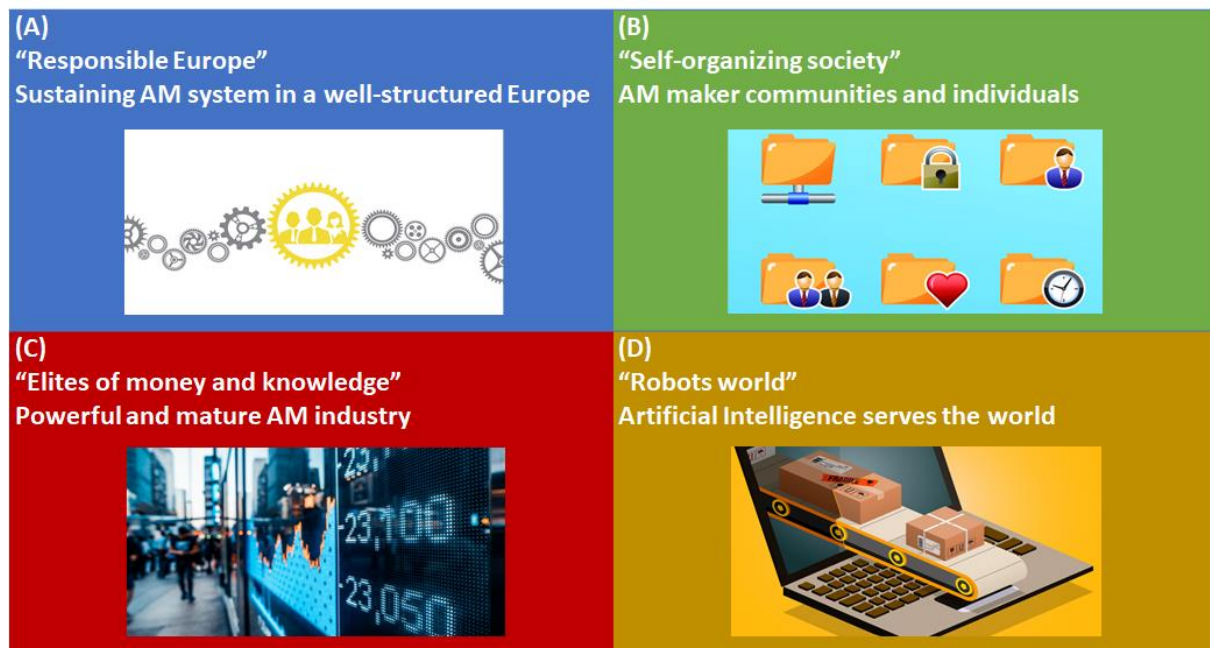 (A)
“Responsible Europe”
Sustaining AM system in a well-structured Europe
(B)
“Self-organizing society”
AM maker communities and individuals
(C)
“Elites of money and knowledge”
Powerful and mature AM industry
23,100
23,050
(D)
“Robots world”
Artificial Intelligence serves the world
FRAGILE